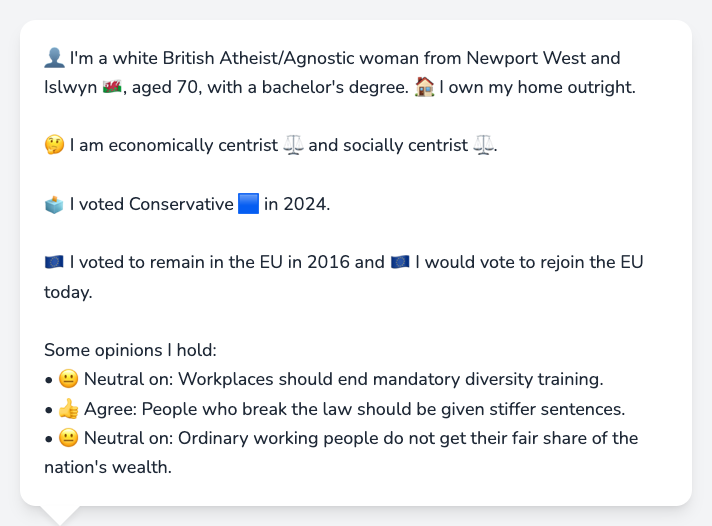 👤 I'm a white British Atheist/Agnostic woman from Newport West and
Islwyn 🏴󠁧󠁢󠁷󠁬󠁳󠁿, aged 70, with a bachelor's degree. 🏠 I own my home outright.
🤔 I am economically centrist ⚖️ and socially centrist ⚖️.
🗳️ I voted Conservative 🟦 in 2024.
🇪🇺 I voted to remain in the EU in 2016 and 🇪🇺 I would vote to rejoin the EU
today.
Some opinions I hold:
• 😐 Neutral on: Workplaces should end mandatory diversity training.
• 👍 Agree: People who break the law should be given stiffer sentences.
• 😐 Neutral on: Ordinary working people do not get their fair share of the
nation's wealth.